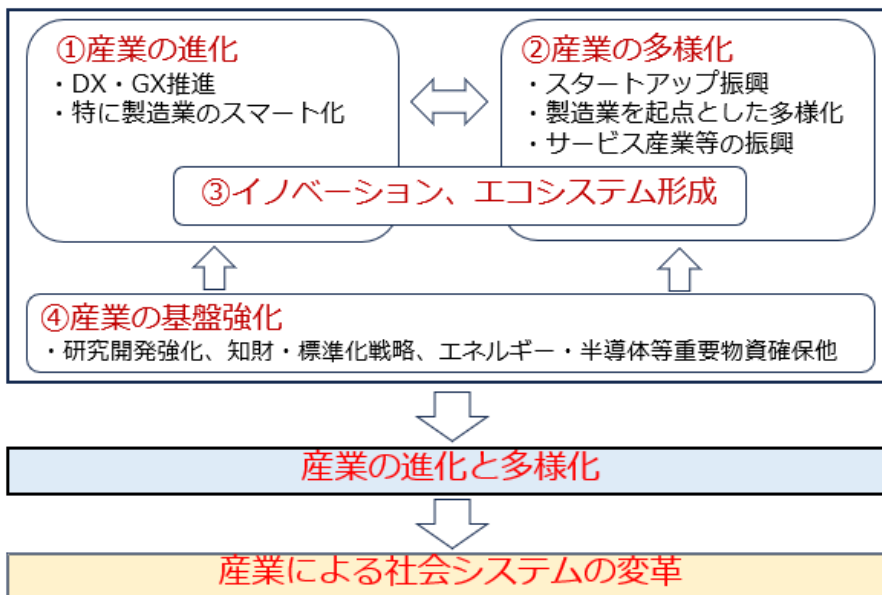 ①産業の進化
・DX・GX推進
・特に製造業のスマート化
②産業の多様化
・スタートアップ振興
・製造業を起点とした多様化
・サービス産業等の振興
③イノベーション、エコシステム形成
④産業の基盤強化
・研究開発強化、知財・標準化戦略、エネルギー・半導体等重要物資確保他
産業の進化と多様化
産業による社会システムの変革